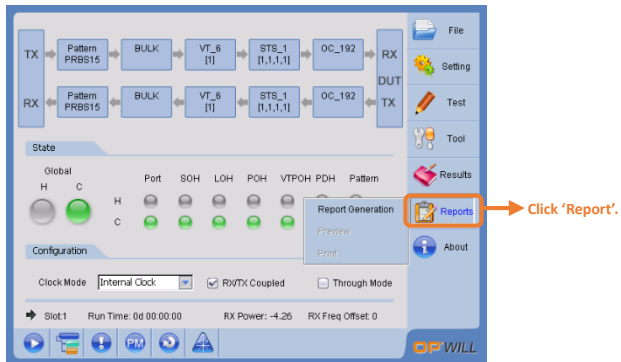 File
TX Pattern PRBS15 BULK VT_6 [1] STS_1 [1,1,1,1] OC_192 RX
DUT
Setting
RX Pattern PRBS15 BULK VT_6 [1] STS_1 [1,1,1,1] OC_192 TX
Test
Tool
State
Global
H C
Port SOH LOH POH VTPOH PDH Pattern
Results
H
C
Report Generation
Preview
Print
Reports
Click 'Report'.
About
Configuration
Clock Mode Internal Clock RX/TX Coupled Through Mode
Slot:1 Run Time: 0d 00:00:00 RX Power: -4.26 RX Freq Offset: 0
PM
OPWILL